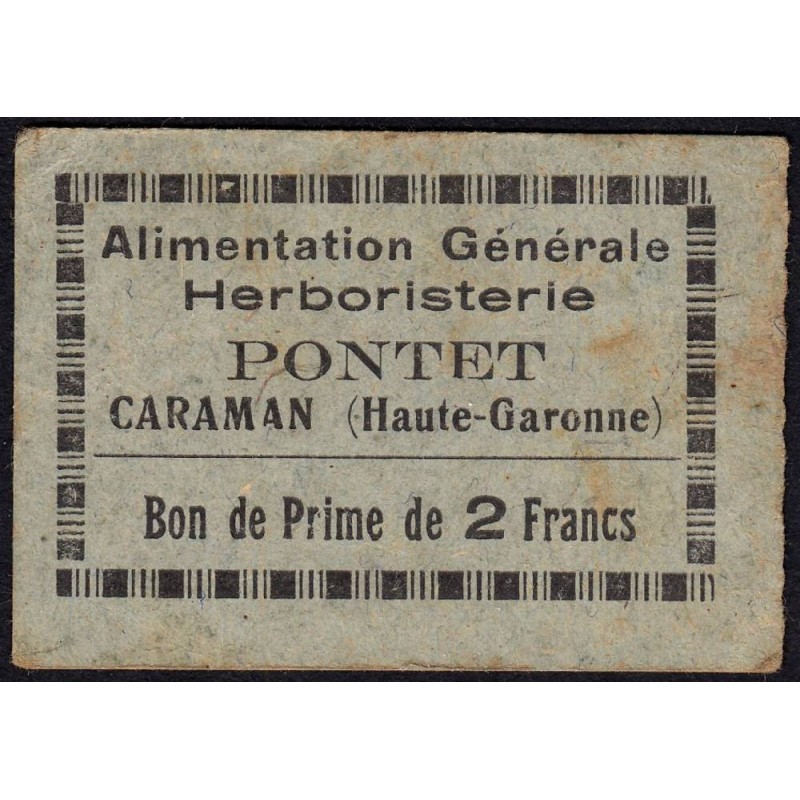 Alimentation Générale
Herboristerie
PONTET
CARAMAN (Haute-Garonne)
Bon de Prime de 2 Francs